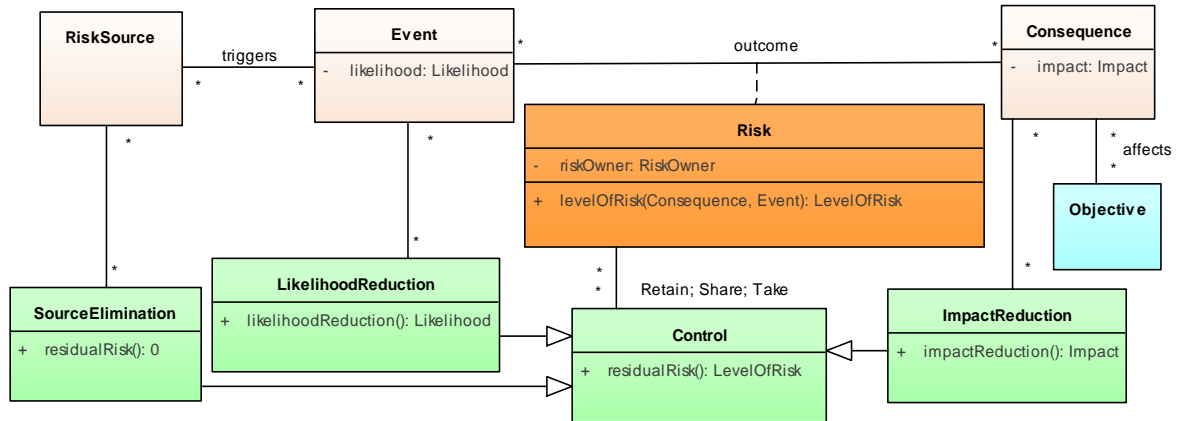 RiskSource
triggers
*
*
*
*
Event
- likelihood: Likelihood
*
*
*
outcome
*
Consequence
- impact: Impact
*
*
affects
*
Objective
Risk
- riskOwner: RiskOwner
+ levelOfRisk(Consequence, Event): LevelOfRisk
*
*
Retain; Share; Take
*
SourceElimination
+ residualRisk(): 0
LikelihoodReduction
+ likelihoodReduction(): Likelihood
Control
+ residualRisk(): LevelOfRisk
*
ImpactReduction
+ impactReduction(): Impact